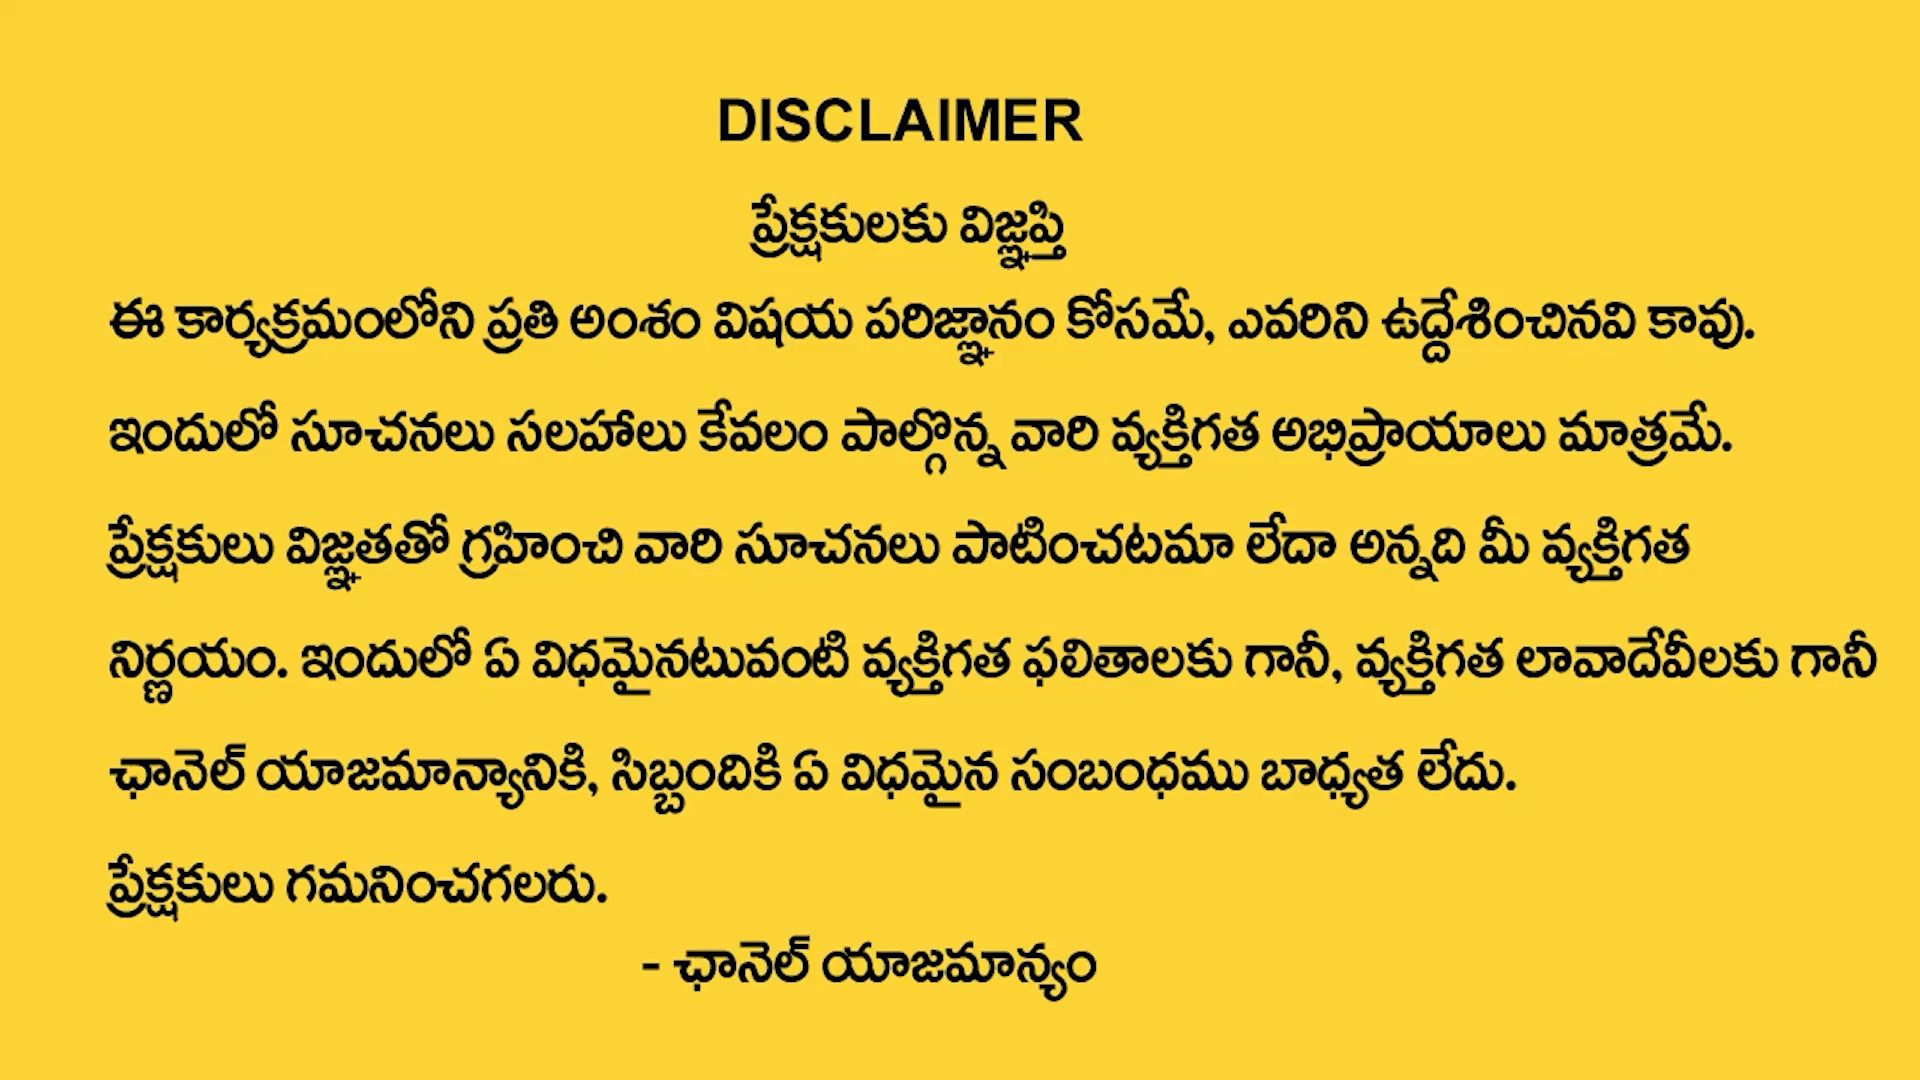 DISCLAIMER
ప్రేక్షకులకు విజ్ఞప్తి
ఈ కార్యక్రమంలోని ప్రతి అంశం విషయ పరిజ్ఞానం కోసమే, ఎవరిని ఉద్దేశించినవి కావు.
ఇందులో సూచనలు సలహాలు కేవలం పాల్గొన్న వారి వ్యక్తిగత అభిప్రాయాలు మాత్రమే.
ప్రేక్షకులు విజ్ఞతతో గ్రహించి వారి సూచనలు పాటించటమా లేదా అన్నది మీ వ్యక్తిగత
నిర్ణయం. ఇందులో ఏ విధమైనటువంటి వ్యక్తిగత ఫలితాలకు గానీ, వ్యక్తిగత లావాదేవీలకు గానీ
ఛానెల్ యాజమాన్యానికి, సిబ్బందికి ఏ విధమైన సంబంధము బాధ్యత లేదు.
ప్రేక్షకులు గమనించగలరు.
- ఛానెల్ యాజమాన్యం